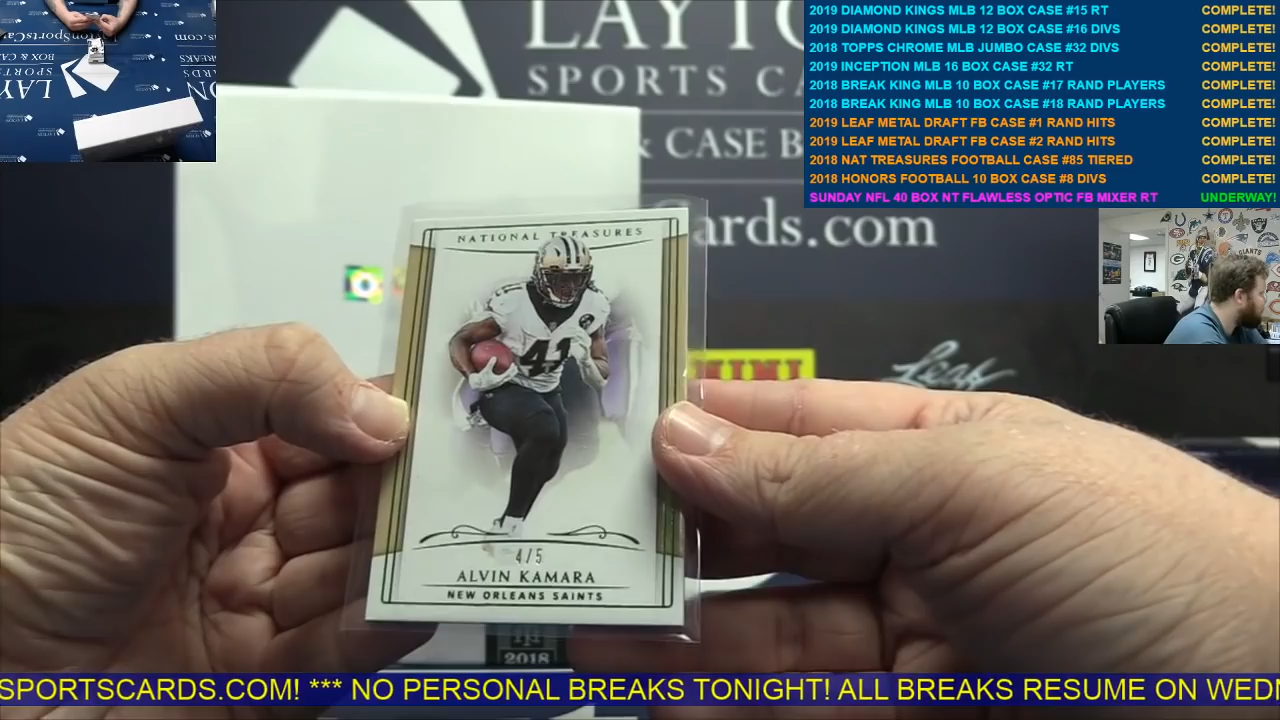 2019 DIAMOND KINGS MLB 12 BOX CASE #15 RT COMPLETE!
2019 DIAMOND KINGS MLB 12 BOX CASE #16 DIVS COMPLETE!
2018 TOPPS CHROME MLB JUMBO CASE #32 DIVS COMPLETE!
2019 INCEPTION MLB 16 BOX CASE #32 RT COMPLETE!
2018 BREAK KING MLB 10 BOX CASE #17 RAND PLAYERS COMPLETE!
2018 BREAK KING MLB 10 BOX CASE #18 RAND PLAYERS COMPLETE!
2019 LEAF METAL DRAFT FB CASE #1 RAND HITS COMPLETE!
2019 LEAF METAL DRAFT FB CASE #2 RAND HITS COMPLETE!
2018 NAT TREASURES FOOTBALL CASE #85 TIERED COMPLETE!
2018 HONORS FOOTBALL 10 BOX CASE #8 DIVS COMPLETE!
SUNDAY NFL 40 BOX NT FLAWLESS OPTIC FB MIXER RT UNDERWAY!
LAYTO
SPORTS CA
& CASE B
Cards.com
NATIONAL TREASURES
41
4/5
ALVIN KAMARA
NEW ORLEANS SAINTS
PANINI
Leaf
2018
SPORTSCARDS.COM! *** NO PERSONAL BREAKS TONIGHT! ALL BREAKS RESUME ON WEDN